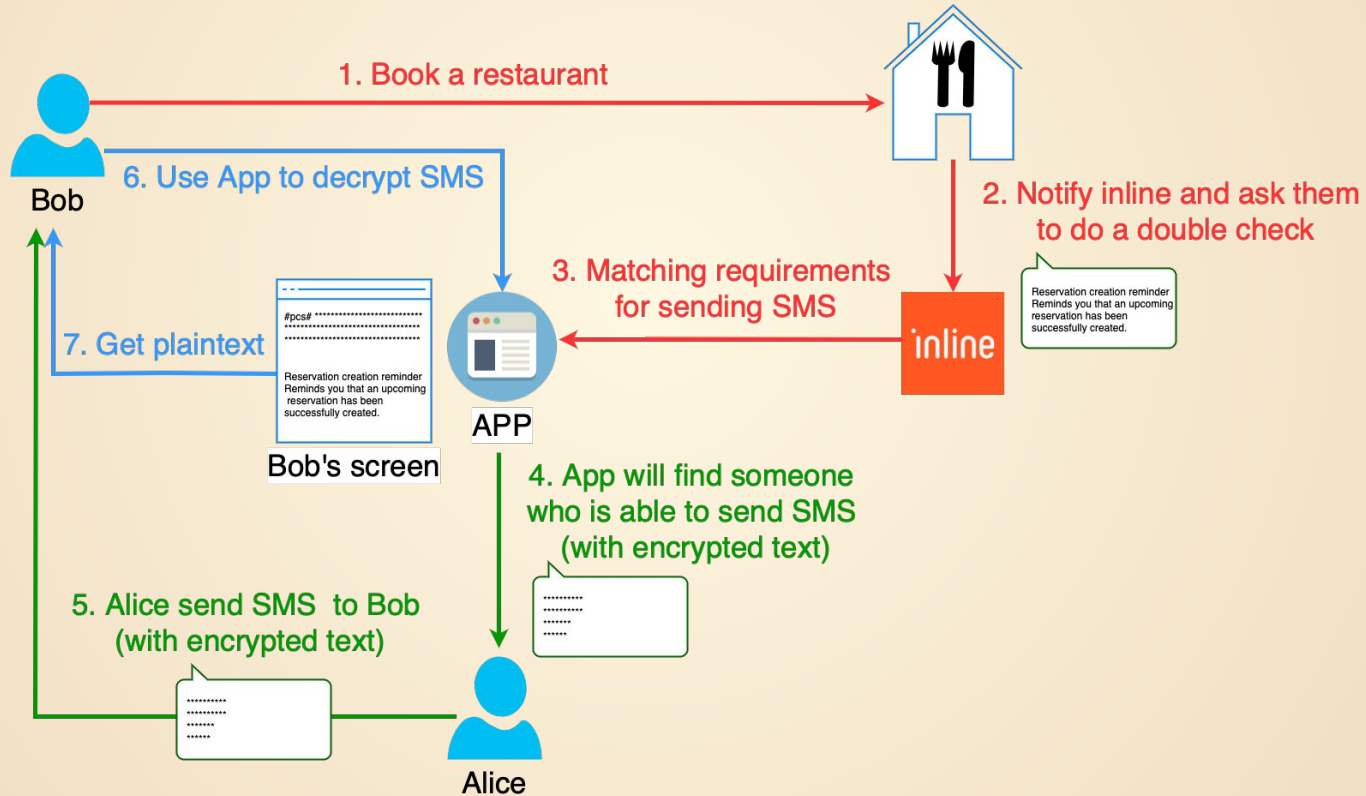 1. Book a restaurant
Bob
6. Use App to decrypt SMS
2. Notify inline and ask them
to do a double check
Reservation creation reminder
Reminds you that an upcoming
reservation has been
successfully created.
3. Matching requirements
for sending SMS
inline
#pcs# ****************************
***********************************
***********************************
Reservation creation reminder
Reminds you that an upcoming
reservation has been
successfully created.
7. Get plaintext
APP
Bob's screen
4. App will find someone
who is able to send SMS
(with encrypted text)
**********
**********
*******
******
5. Alice send SMS  to Bob
(with encrypted text)
**********
**********
*******
******
Alice